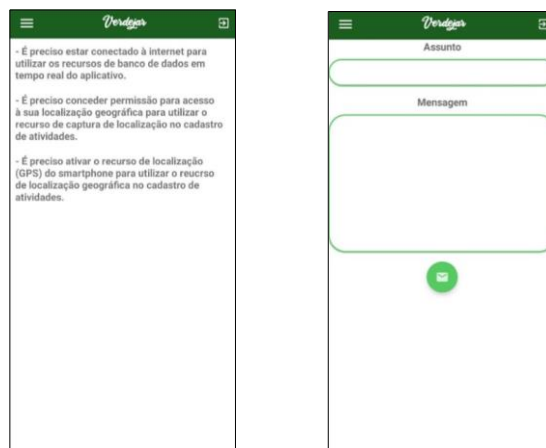 Verdejar
- É preciso estar conectado à internet para
utilizar os recursos de banco de dados em
tempo real do aplicativo.
- É preciso conceder permissão para acesso
à sua localização geográfica para utilizar o
recurso de captura de localização no cadastro
de atividades.
- É preciso ativar o recurso de localização
(GPS) do smartphone para utilizar o reucrso
de localização geográfica no cadastro de
atividades.
Verdejar
Assunto
Mensagem